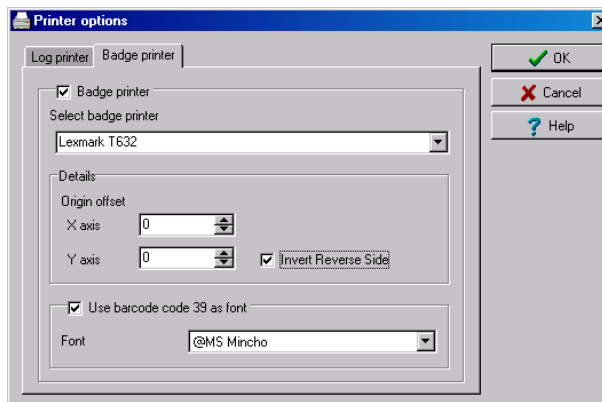 Printer options
Log printer
Badge printer
OK
Cancel
? Help
Badge printer
Select badge printer
Lexmark T632
Details
Origin offset
X axis
0
Y axis
0
Invert Reverse Side
Use barcode code 39 as font
Font
@MS Mincho